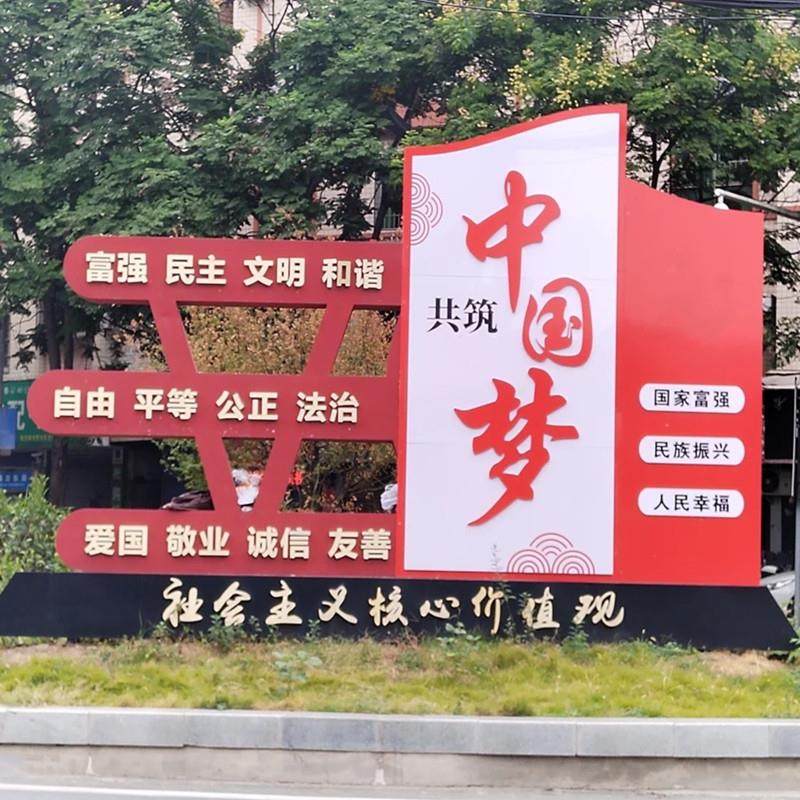 富强 民主 文明 和谐
自由 平等 公正 法治
爱国 敬业 诚信 友善
共筑
中国梦
国家富强
民族振兴
人民幸福
社会主义核心价值观